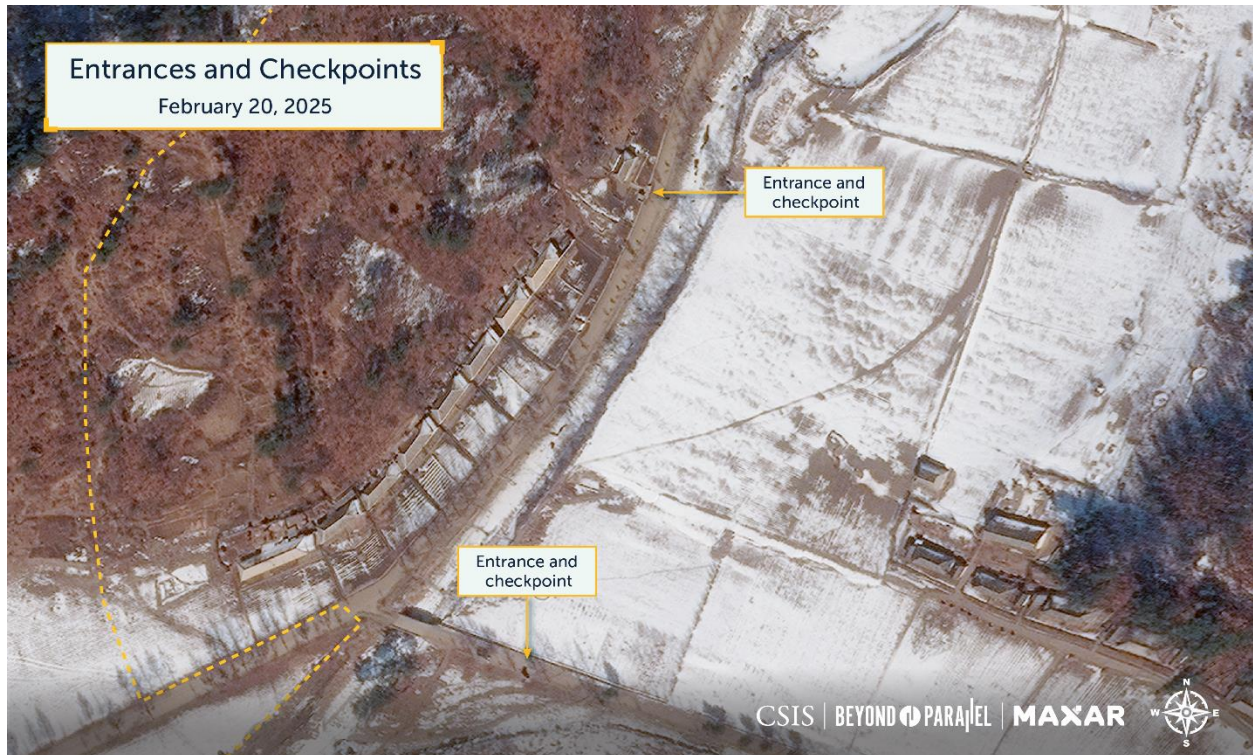 Entrances and Checkpoints
February 20, 2025
Entrance and
checkpoint
Entrance and
checkpoint
CSIS | BEYOND PARALLEL | MAXAR
N
W E
S